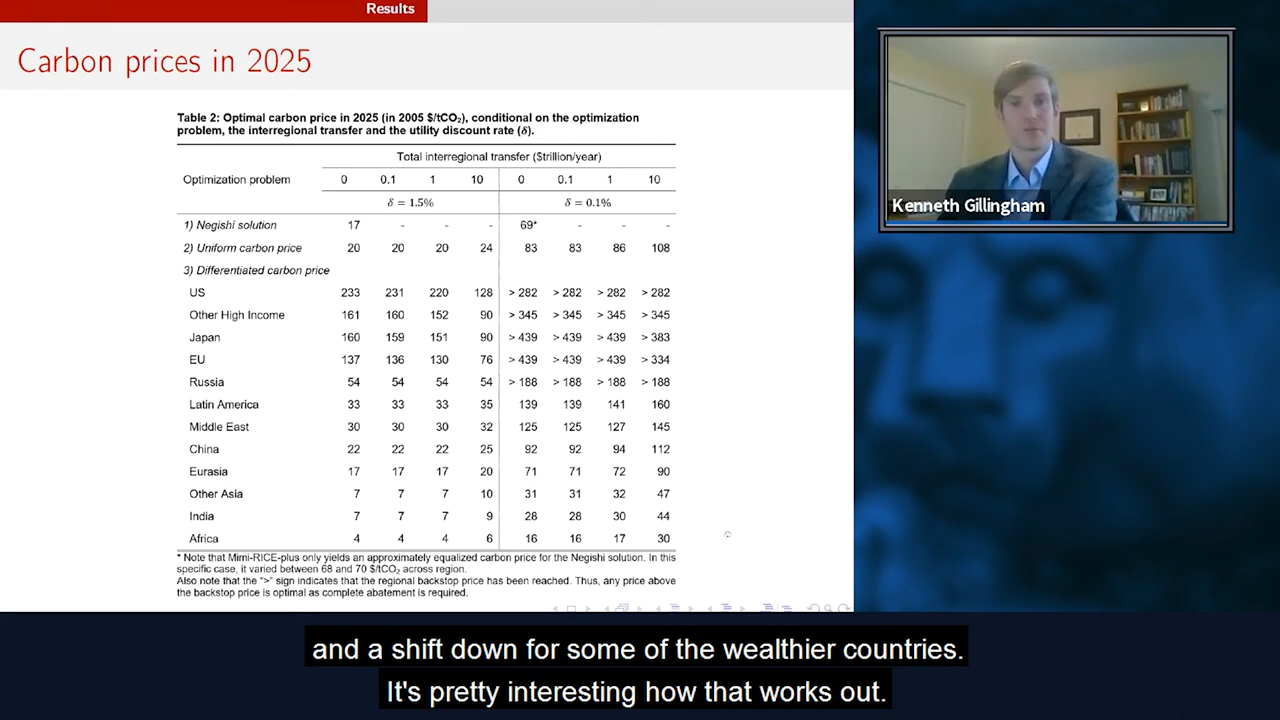 Results
Carbon prices in 2025
Table 2: Optimal carbon price in 2025 (in 2005 $/tCO₂), conditional on the optimization
problem, the interregional transfer and the utility discount rate (δ).
Total interregional transfer ($trillion/year)
Optimization problem 0 0.1 1 10 0 0.1 1 10
δ = 1.5% δ = 0.1%
1) Negishi solution 17 - - - 69* - - -
2) Uniform carbon price 20 20 20 24 83 83 86 108
3) Differentiated carbon price
US 233 231 220 128 > 282 > 282 > 282 > 282
Other High Income 161 160 152 90 > 345 > 345 > 345 > 345
Japan 160 159 151 90 > 439 > 439 > 439 > 383
EU 137 136 130 76 > 439 > 439 > 439 > 334
Russia 54 54 54 54 > 188 > 188 > 188 > 188
Latin America 33 33 33 35 139 139 141 160
Middle East 30 30 30 32 125 125 127 145
China 22 22 22 25 92 92 94 112
Eurasia 17 17 17 20 71 71 72 90
Other Asia 7 7 7 10 31 31 32 47
India 7 7 7 9 28 28 30 44
Africa 4 4 4 6 16 16 17 30
* Note that Mimi-RICE-plus only yields an approximately equalized carbon price for the Negishi solution. In this
specific case, it varied between 68 and 70 $/tCO₂ across region.
Also note that the ">" sign indicates that the regional backstop price has been reached. Thus, any price above
the backstop price is optimal as complete abatement is required.
Kenneth Gillingham
and a shift down for some of the wealthier countries.
It's pretty interesting how that works out.